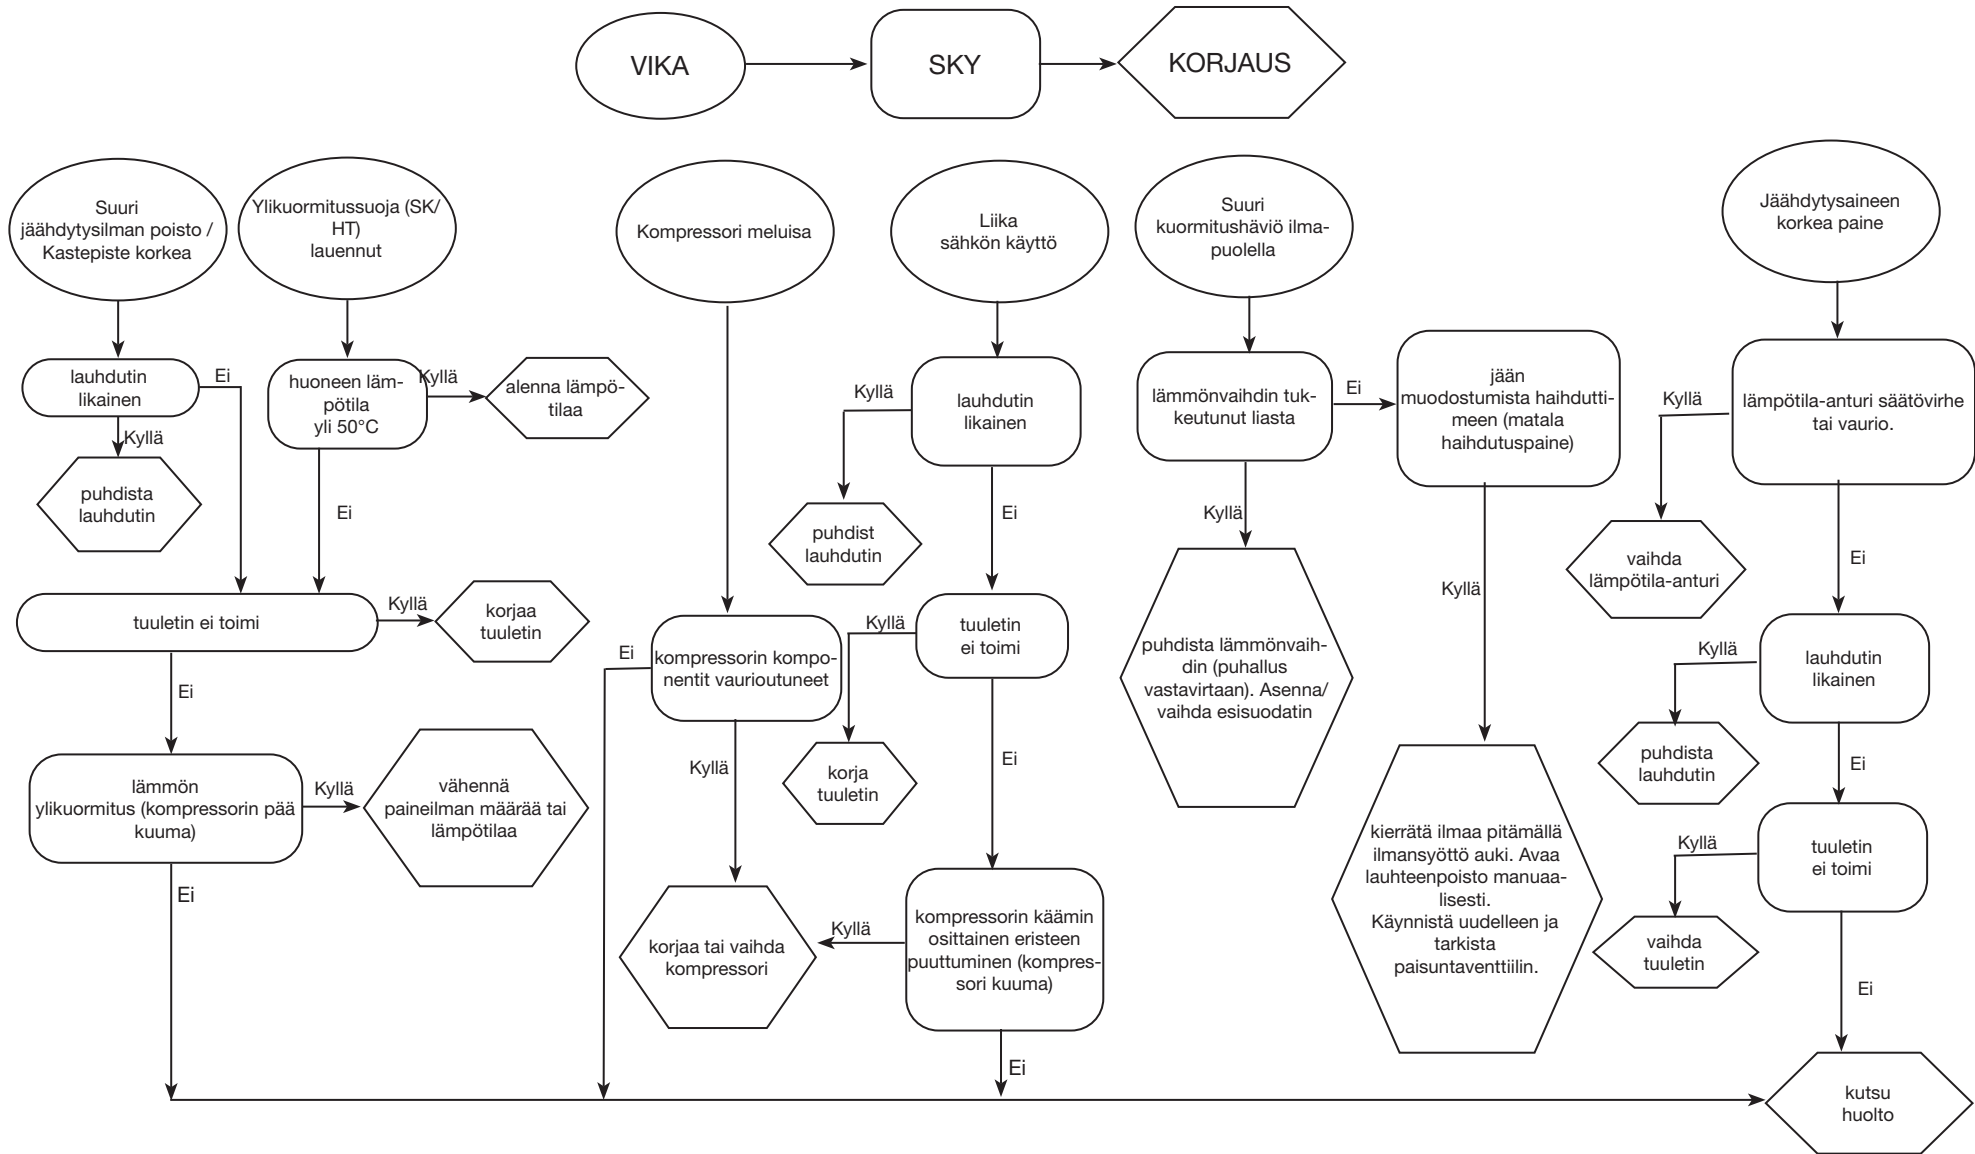 VIKA
SKY
KORJAUS
Suuri
jäähdytysilman poisto /
Kastepiste korkea
lauhdutin
likainen
Ei
Kyllä
puhdista
lauhdutin
Ylikuormitussuoja (SK/
HT)
lauennut
huoneen läm-
pötila
yli 50°C
Kyllä
alenna lämpö-
tilaa
Ei
tuuletin ei toimi
Kyllä
korjaa
tuuletin
Ei
lämmön
ylikuormitus (kompressorin pää
kuuma)
Kyllä
vähennä
paineilman määrää tai
lämpötilaa
Ei
Kompressori meluisa
kompressorin kompo-
nentit vaurioutuneet
Ei
Kyllä
korjaa tai vaihda
kompressori
Liika
sähkön käyttö
lauhdutin
likainen
Kyllä
puhdist
lauhdutin
Ei
tuuletin
ei toimi
Kyllä
korja
tuuletin
Ei
kompressorin käämin
osittainen eristeen
puuttuminen (kompres-
sori kuuma)
Kyllä
Ei
Suuri
kuormitushäviö ilma-
puolella
lämmönvaihdin tuk-
keutunut liasta
Ei
Kyllä
puhdista lämmönvaih-
din (puhallus
vastavirtaan). Asenna/
vaihda esisuodatin
jään
muodostumista haihdutti-
meen (matala
haihdutuspaine)
Kyllä
kierrätä ilmaa pitämällä
ilmansyöttö auki. Avaa
lauhteenpoisto manuaa-
lisesti.
Käynnistä uudelleen ja
tarkista
paisuntaventtiilin.
Jäähdytysaineen
korkea paine
lämpötila-anturi säätövirhe
tai vaurio.
Kyllä
vaihda
lämpötila-anturi
Ei
lauhdutin
likainen
Kyllä
puhdista
lauhdutin
Ei
tuuletin
ei toimi
Kyllä
vaihda
tuuletin
Ei
kutsu
huolto